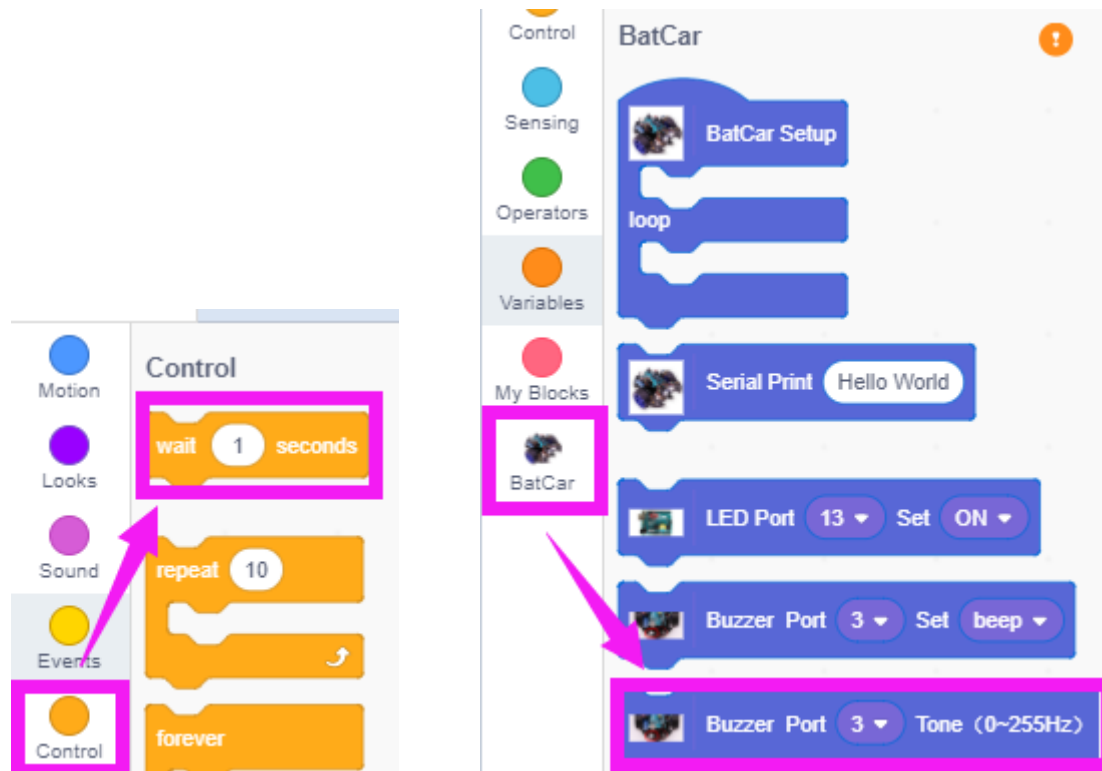 Motion
Looks
Sound
Events
Control
Control
wait 1 seconds
repeat 10
forever
Control
Sensing
Operators
Variables
My Blocks
BatCar
BatCar
BatCar Setup
loop
Serial Print Hello World
LED Port 13 Set ON
Buzzer Port 3 Set beep
Buzzer Port 3 Tone（0~255Hz）